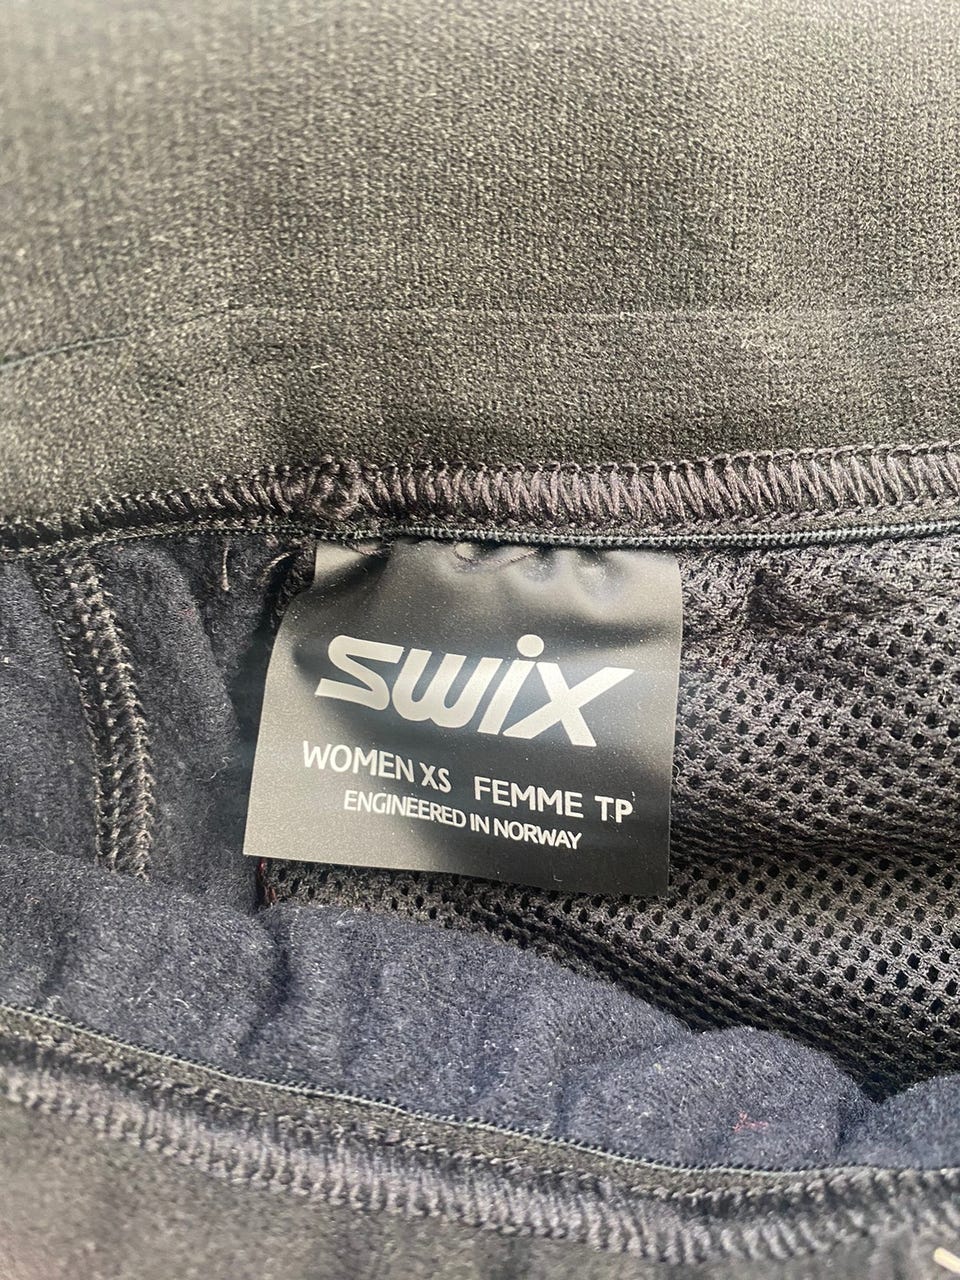 swix
WOMEN XS FEMME TP
ENGINEERED IN NORWAY